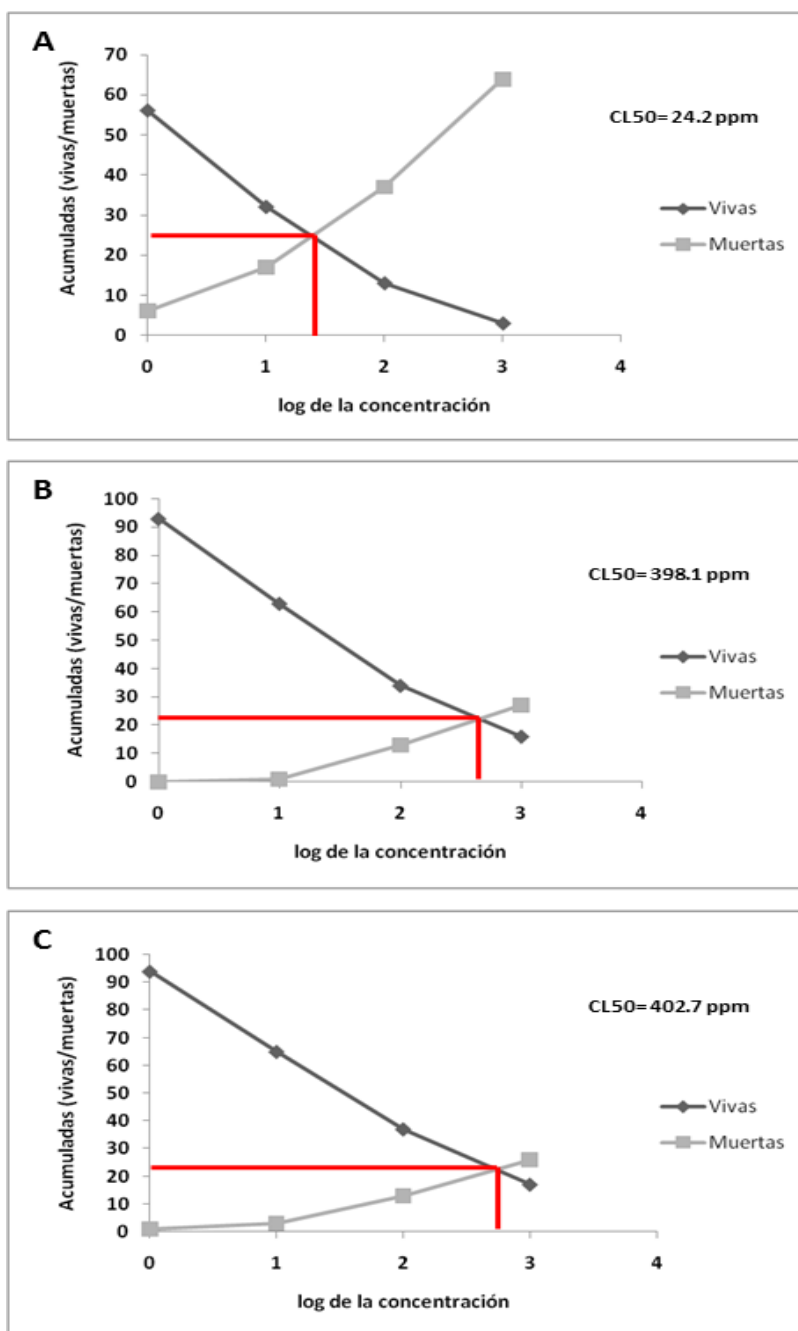 A
70
60
50
40
30
20
10
0
Acumuladas (vivas/muertas)
CL50= 24.2 ppm
Vivas
Muertas
0 1 2 3 4
log de la concentración
B
100
90
80
70
60
50
40
30
20
10
0
Acumuladas (vivas/muertas)
CL50= 398.1 ppm
Vivas
Muertas
0 1 2 3 4
log de la concentración
C
100
90
80
70
60
50
40
30
20
10
0
Acumuladas (vivas/muertas)
CL50= 402.7 ppm
Vivas
Muertas
0 1 2 3 4
log de la concentración